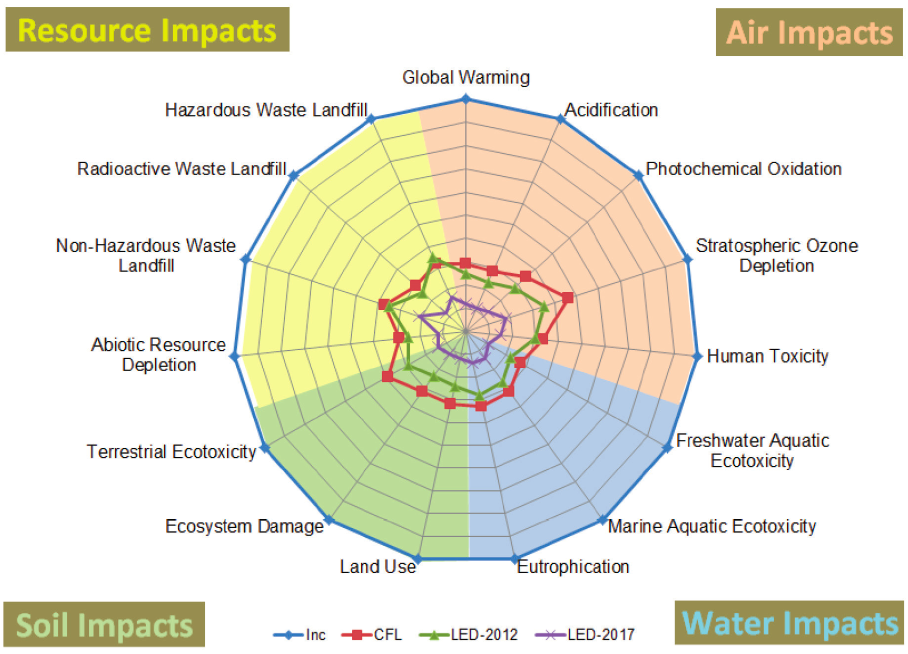 Resource Impacts
Air Impacts
Global Warming
Hazardous Waste Landfill
Acidification
Radioactive Waste Landfill
Photochemical Oxidation
Non-Hazardous Waste
Landfill
Stratospheric Ozone
Depletion
Abiotic Resource
Depletion
Human Toxicity
Terrestrial Ecotoxicity
Freshwater Aquatic
Ecotoxicity
Ecosystem Damage
Marine Aquatic Ecotoxicity
Land Use
Eutrophication
Soil Impacts
Inc
CFL
LED-2012
LED-2017
Water Impacts